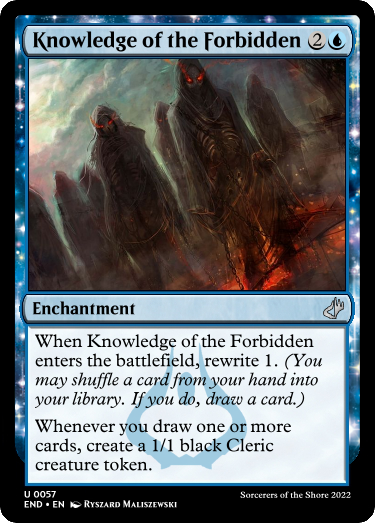 Knowledge of the Forbidden 2
Enchantment
When Knowledge of the Forbidden
enters the battlefield, rewrite 1. (You
may shuffle a card from your hand into
your library. If you do, draw a card.)
Whenever you draw one or more
cards, create a 1/1 black Cleric
creature token.
U 0057
END • EN Ryszard Maliszewski
Sorcerers of the Shore 2022